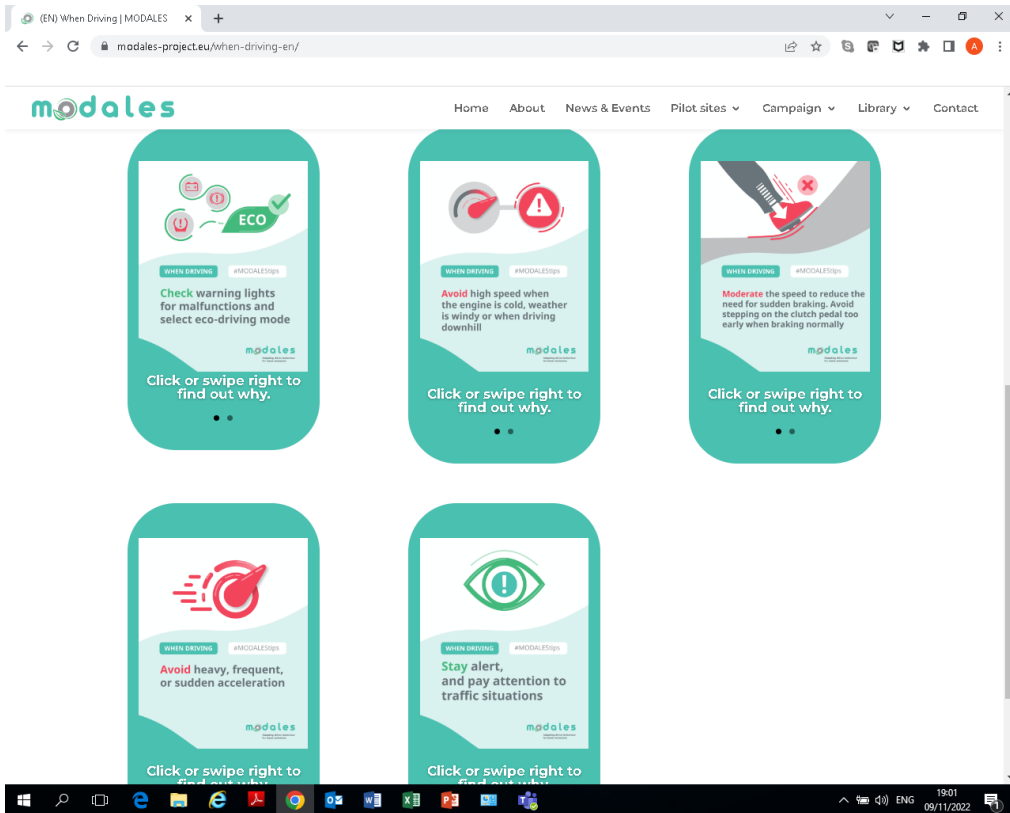 (EN) When Driving | MODALES
modales-project.eu/when-driving-en/
A
modales
Home About News & Events Pilot sites Campaign Library Contact
ECO
WHEN DRIVING #MODALEStips
Check warning lights
for malfunctions and
select eco-driving mode
modales
Click or swipe right to
find out why.
WHEN DRIVING #MODALEStips
Avoid high speed when
the engine is cold, weather
is windy or when driving
downhill
modales
Click or swipe right to
find out why.
WHEN DRIVING #MODALEStips
Moderate the speed to reduce the
need for sudden braking. Avoid
stepping on the clutch pedal too
early when braking normally
modales
Click or swipe right to
find out why.
WHEN DRIVING #MODALEStips
Avoid heavy, frequent,
or sudden acceleration
modales
Click or swipe right to
find out why.
WHEN DRIVING #MODALEStips
Stay alert,
and pay attention to
traffic situations
modales
Click or swipe right to
find out why.
ENG
19:01
09/11/2022